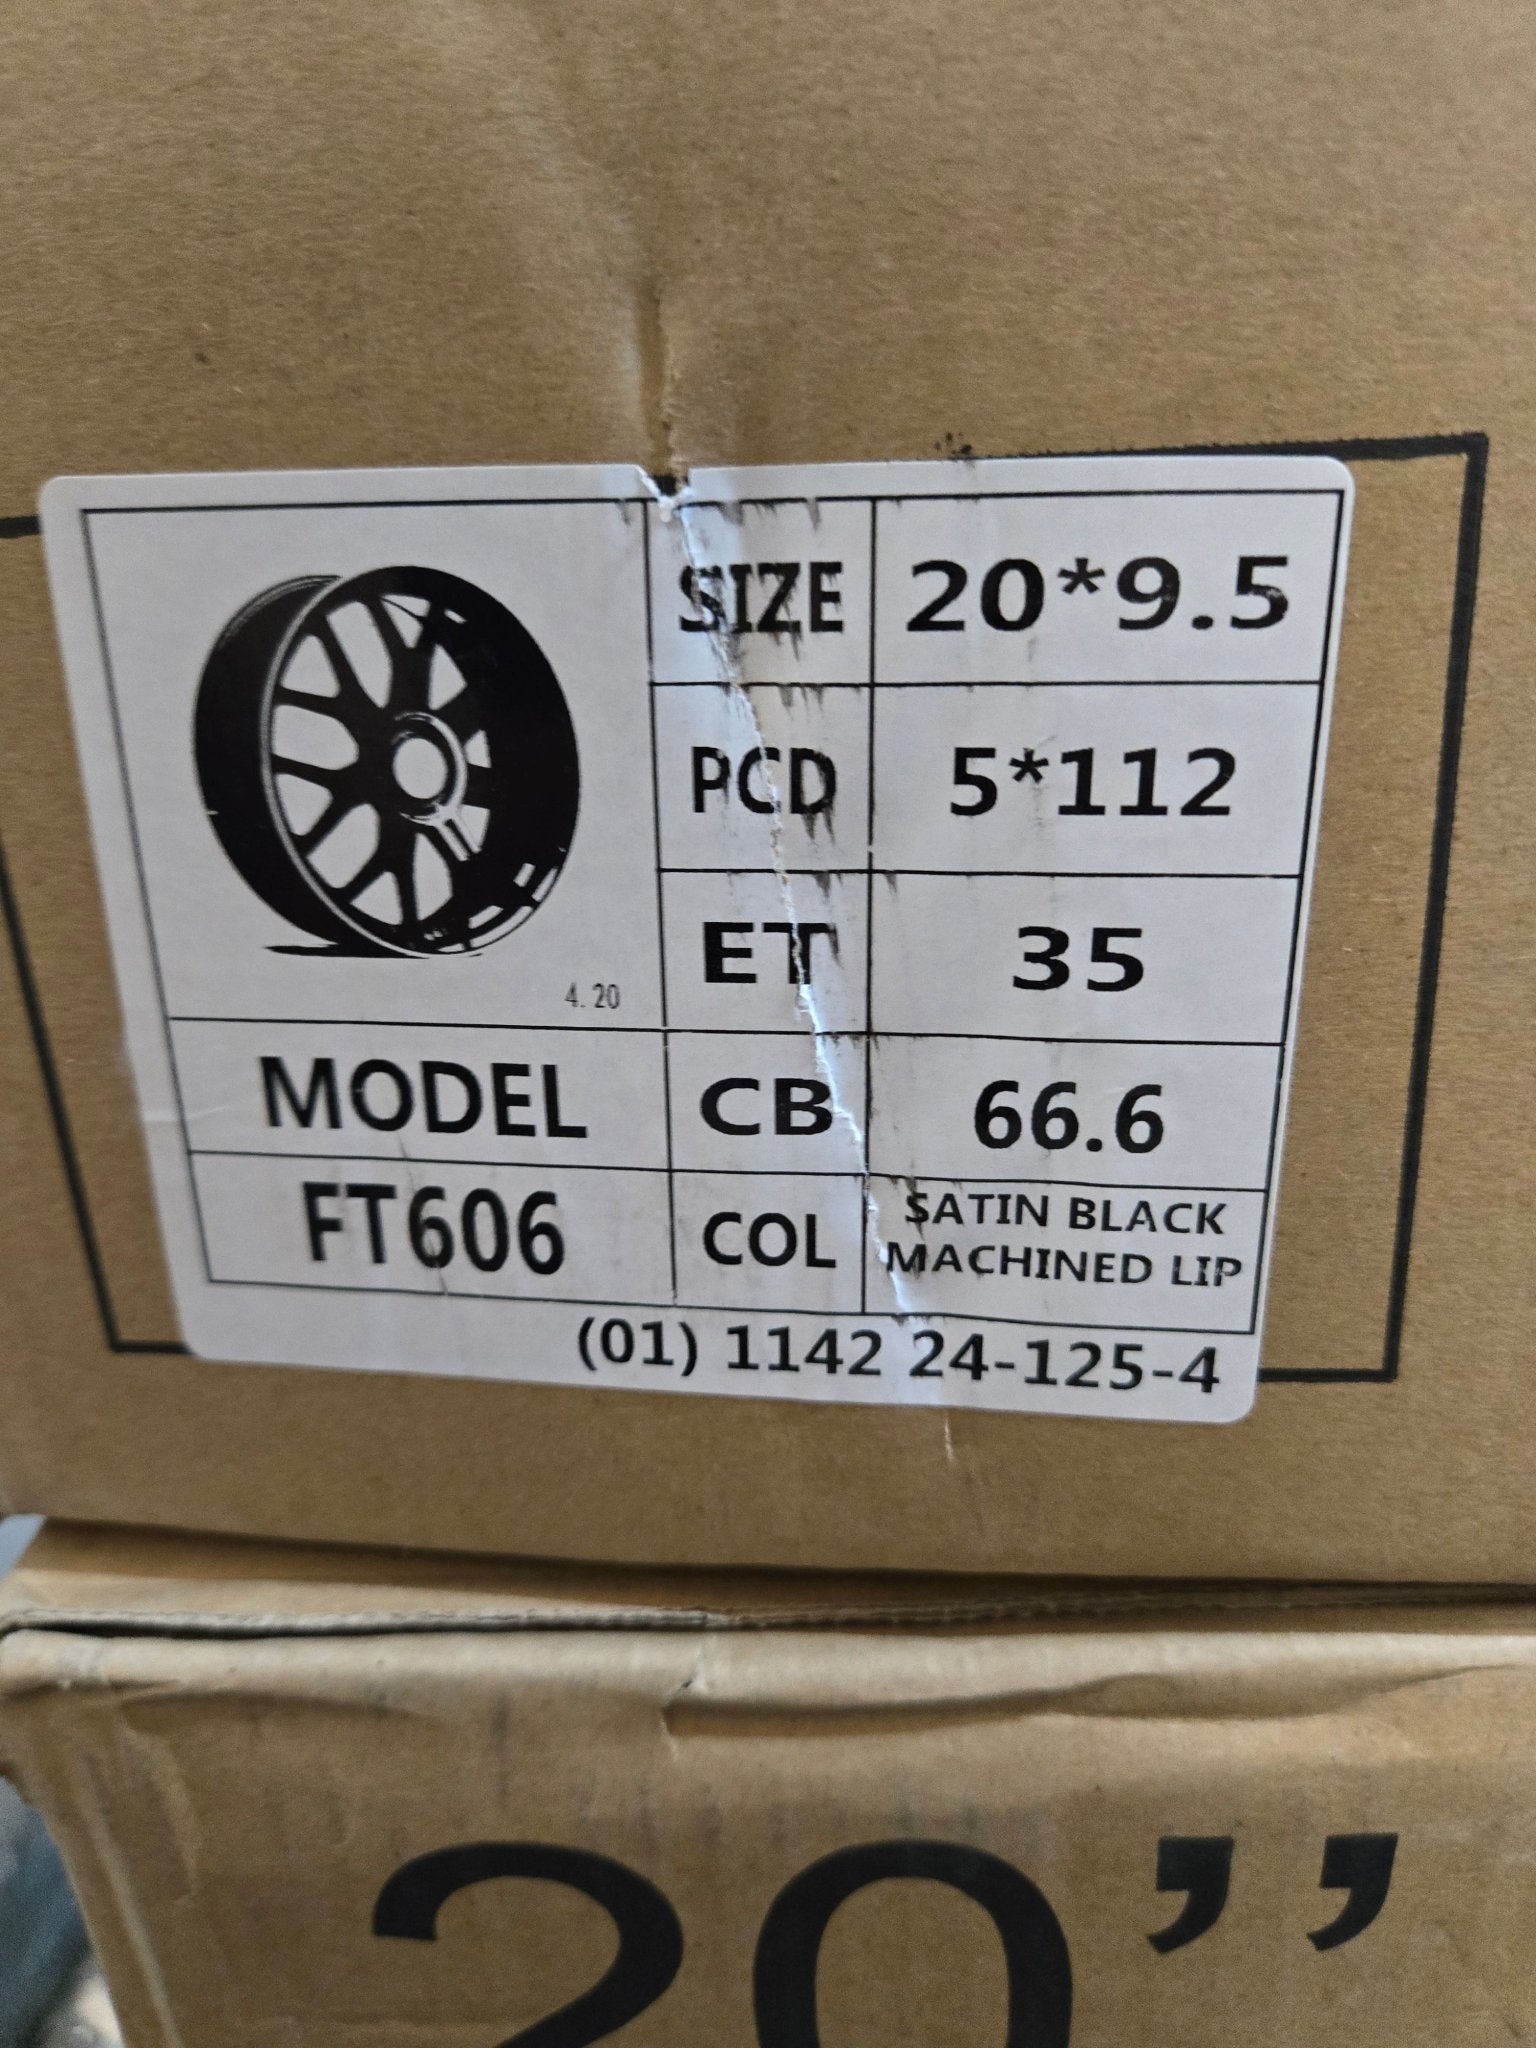 SIZE 20*9.5
PCD 5*112
ET 35
4.20
MODEL CB 66.6
FT606 COL SATIN BLACK
MACHINED LIP
(01) 1142 24-125-4
20’’